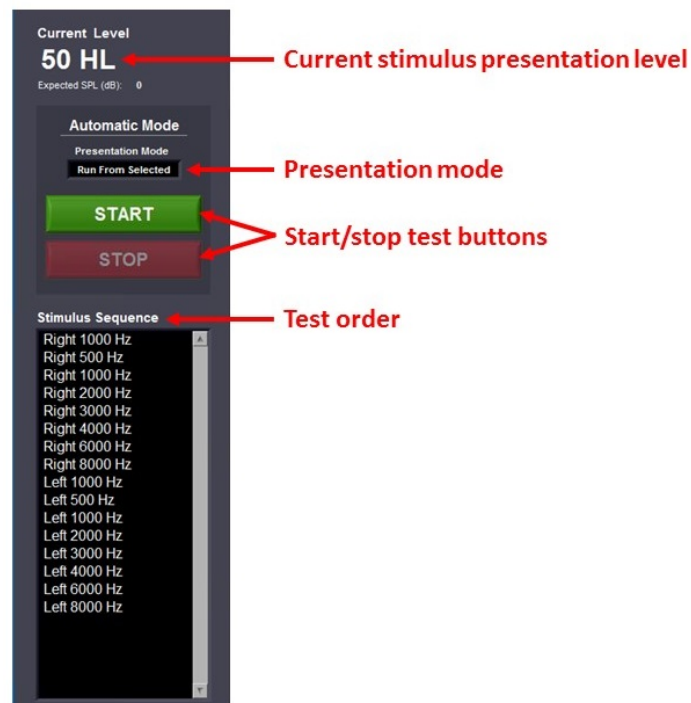 Current Level
50 HL
Current stimulus presentation level
Expected SPL (dB): 0
Automatic Mode
Presentation Mode
Run From Selected
Presentation mode
START
Start/stop test buttons
STOP
Stimulus Sequence
Test order
Right 1000 Hz
Right 500 Hz
Right 1000 Hz
Right 2000 Hz
Right 3000 Hz
Right 4000 Hz
Right 6000 Hz
Right 8000 Hz
Left 1000 Hz
Left 500 Hz
Left 1000 Hz
Left 2000 Hz
Left 3000 Hz
Left 4000 Hz
Left 6000 Hz
Left 8000 Hz